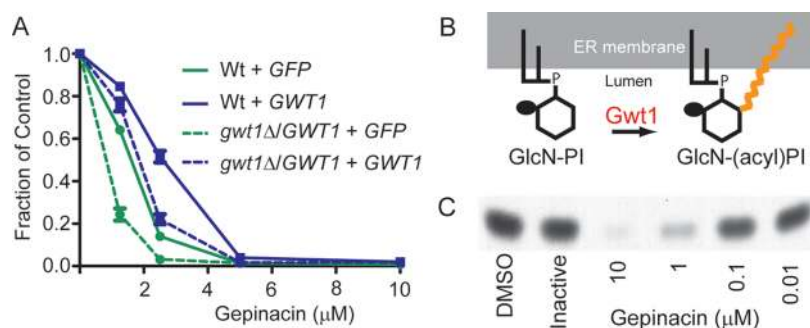 A
Fraction of Control
1.0
0.8
0.6
0.4
0.2
0.0
2
4
6
8
10
Gepinacin (μM)
Wt + GFP
Wt + GWT1
gwt1Δ/GWT1 + GFP
gwt1Δ/GWT1 + GWT1
B
ER membrane
P
Lumen
P
Gwt1
GlcN-PI
GlcN-(acyl)PI
C
DMSO
Inactive
10
1
0.1
0.01
Gepinacin (μM)